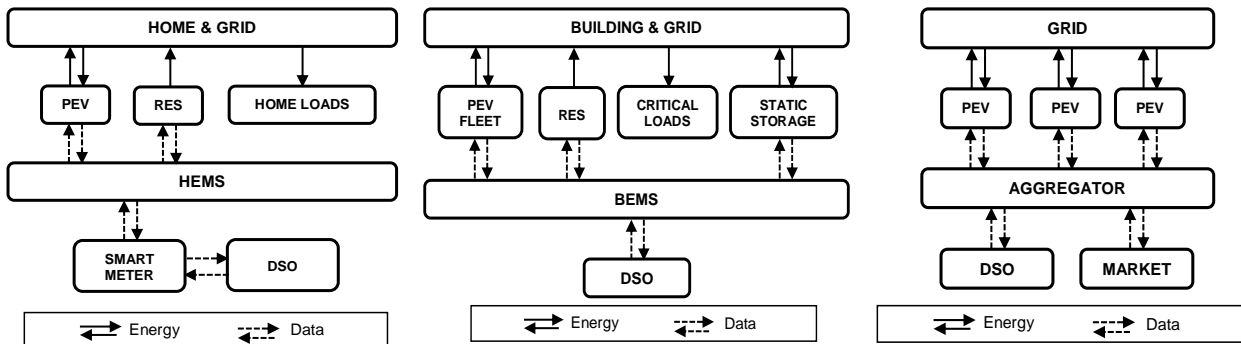 HOME & GRID
PEV
RES
HOME LOADS
HEMS
SMART
METER
DSO
Energy
Data
BUILDING & GRID
PEV
FLEET
RES
CRITICAL
LOADS
STATIC
STORAGE
BEMS
DSO
Energy
Data
GRID
PEV
PEV
PEV
AGGREGATOR
DSO
MARKET
Energy
Data